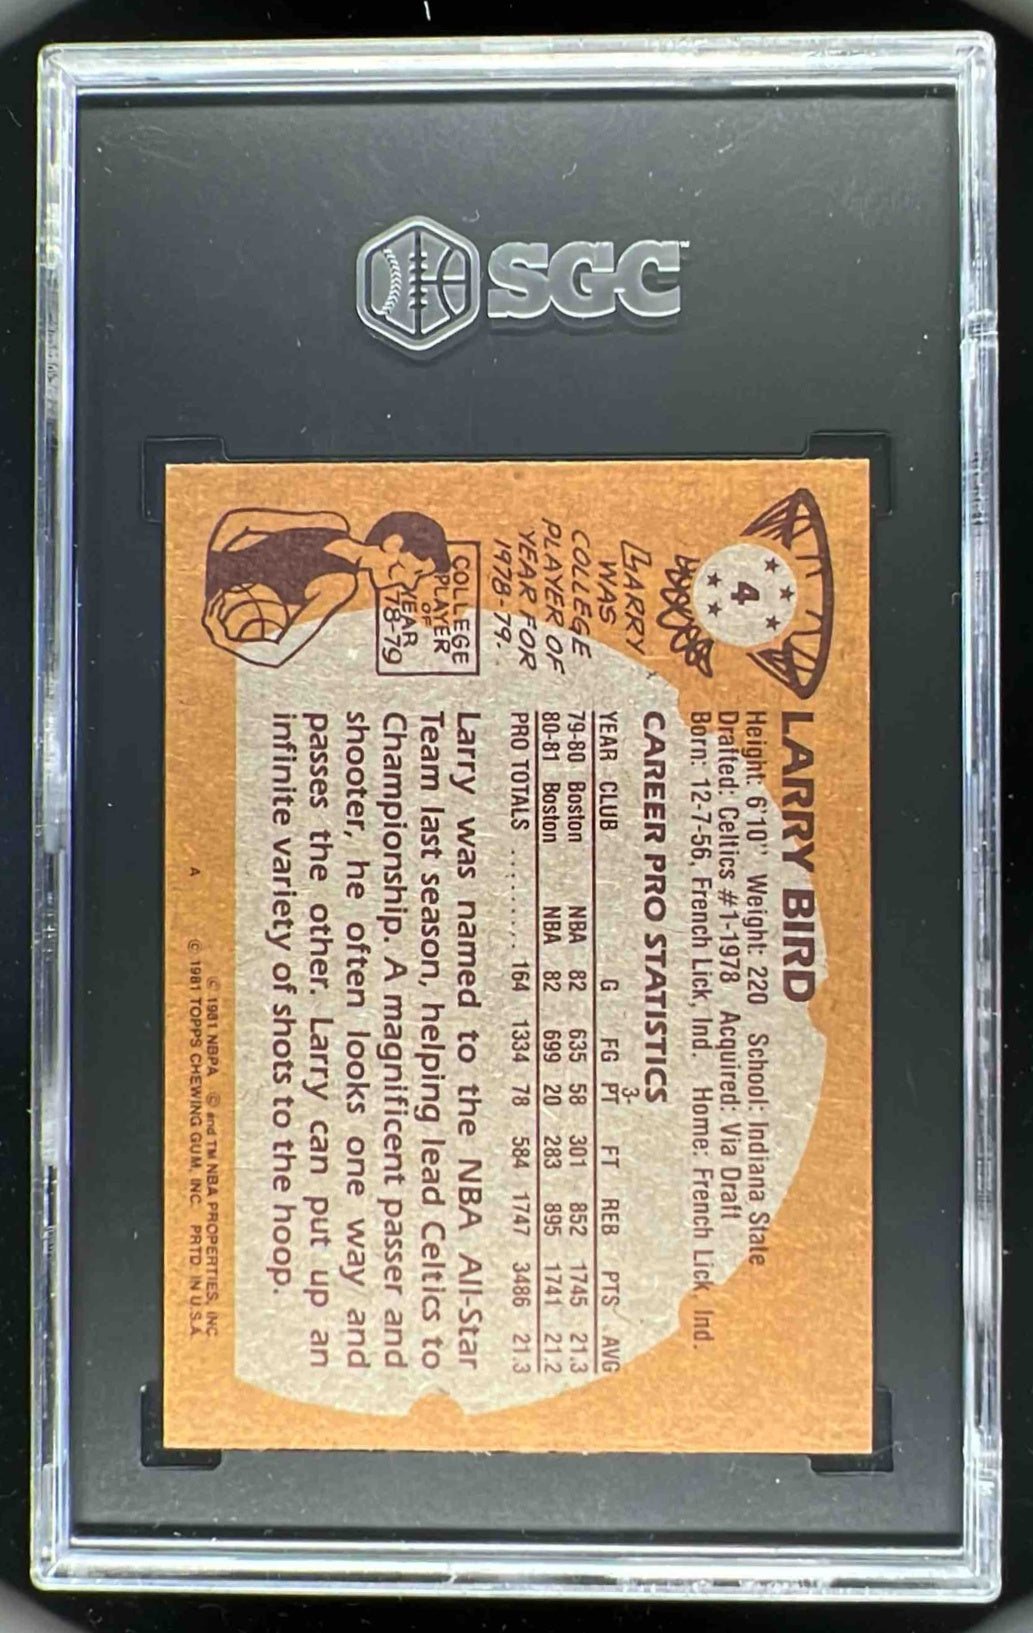 SGC™
4
LARRY
WAS
COLLEGE
PLAYER OF
YEAR FOR
1978-79.
COLLEGE
PLAYER
OF
YEAR
'78-79
LARRY BIRD
Height: 6'10" Weight: 220 School: Indiana State
Drafted: Celtics #1-1978 Acquired: Via Draft
Born: 12-7-56, French Lick, Ind. Home: French Lick, Ind.
CAREER PRO STATISTICS
YEAR CLUB G FG 3-PT FT REB PTS AVG
79-80 Boston NBA 82 635 58 301 852 1745 21.3
80-81 Boston NBA 82 699 20 283 895 1741 21.2
PRO TOTALS ........ 164 1334 78 584 1747 3486 21.3
Larry was named to the NBA All-Star
Team last season, helping lead Celtics to
Championship. A magnificent passer and
shooter, he often looks one way and
passes the other. Larry can put up an
infinite variety of shots to the hoop.
© 1981 NBPA © and TM NBA PROPERTIES, INC
A © 1981 TOPPS CHEWING GUM, INC. PRTD. IN U.S.A.